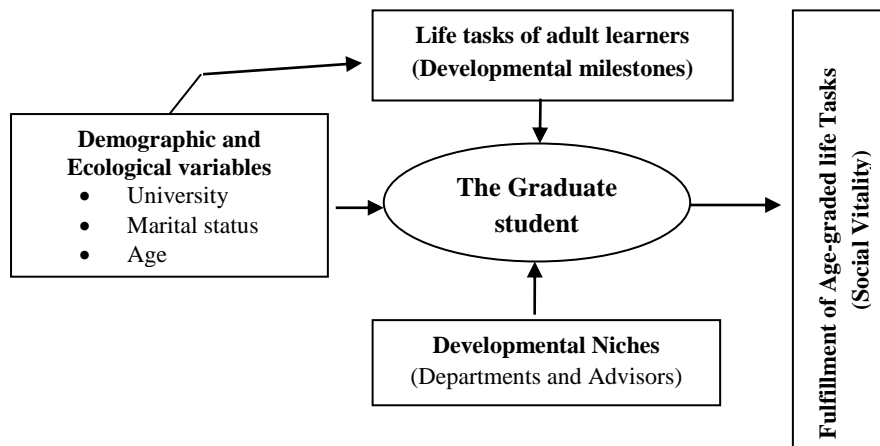 Life tasks of adult learners
(Developmental milestones)
Demographic and
Ecological variables
• University
• Marital status
• Age
The Graduate
student
Developmental Niches
(Departments and Advisors)
Fulfillment of Age-graded life Tasks
(Social Vitality)